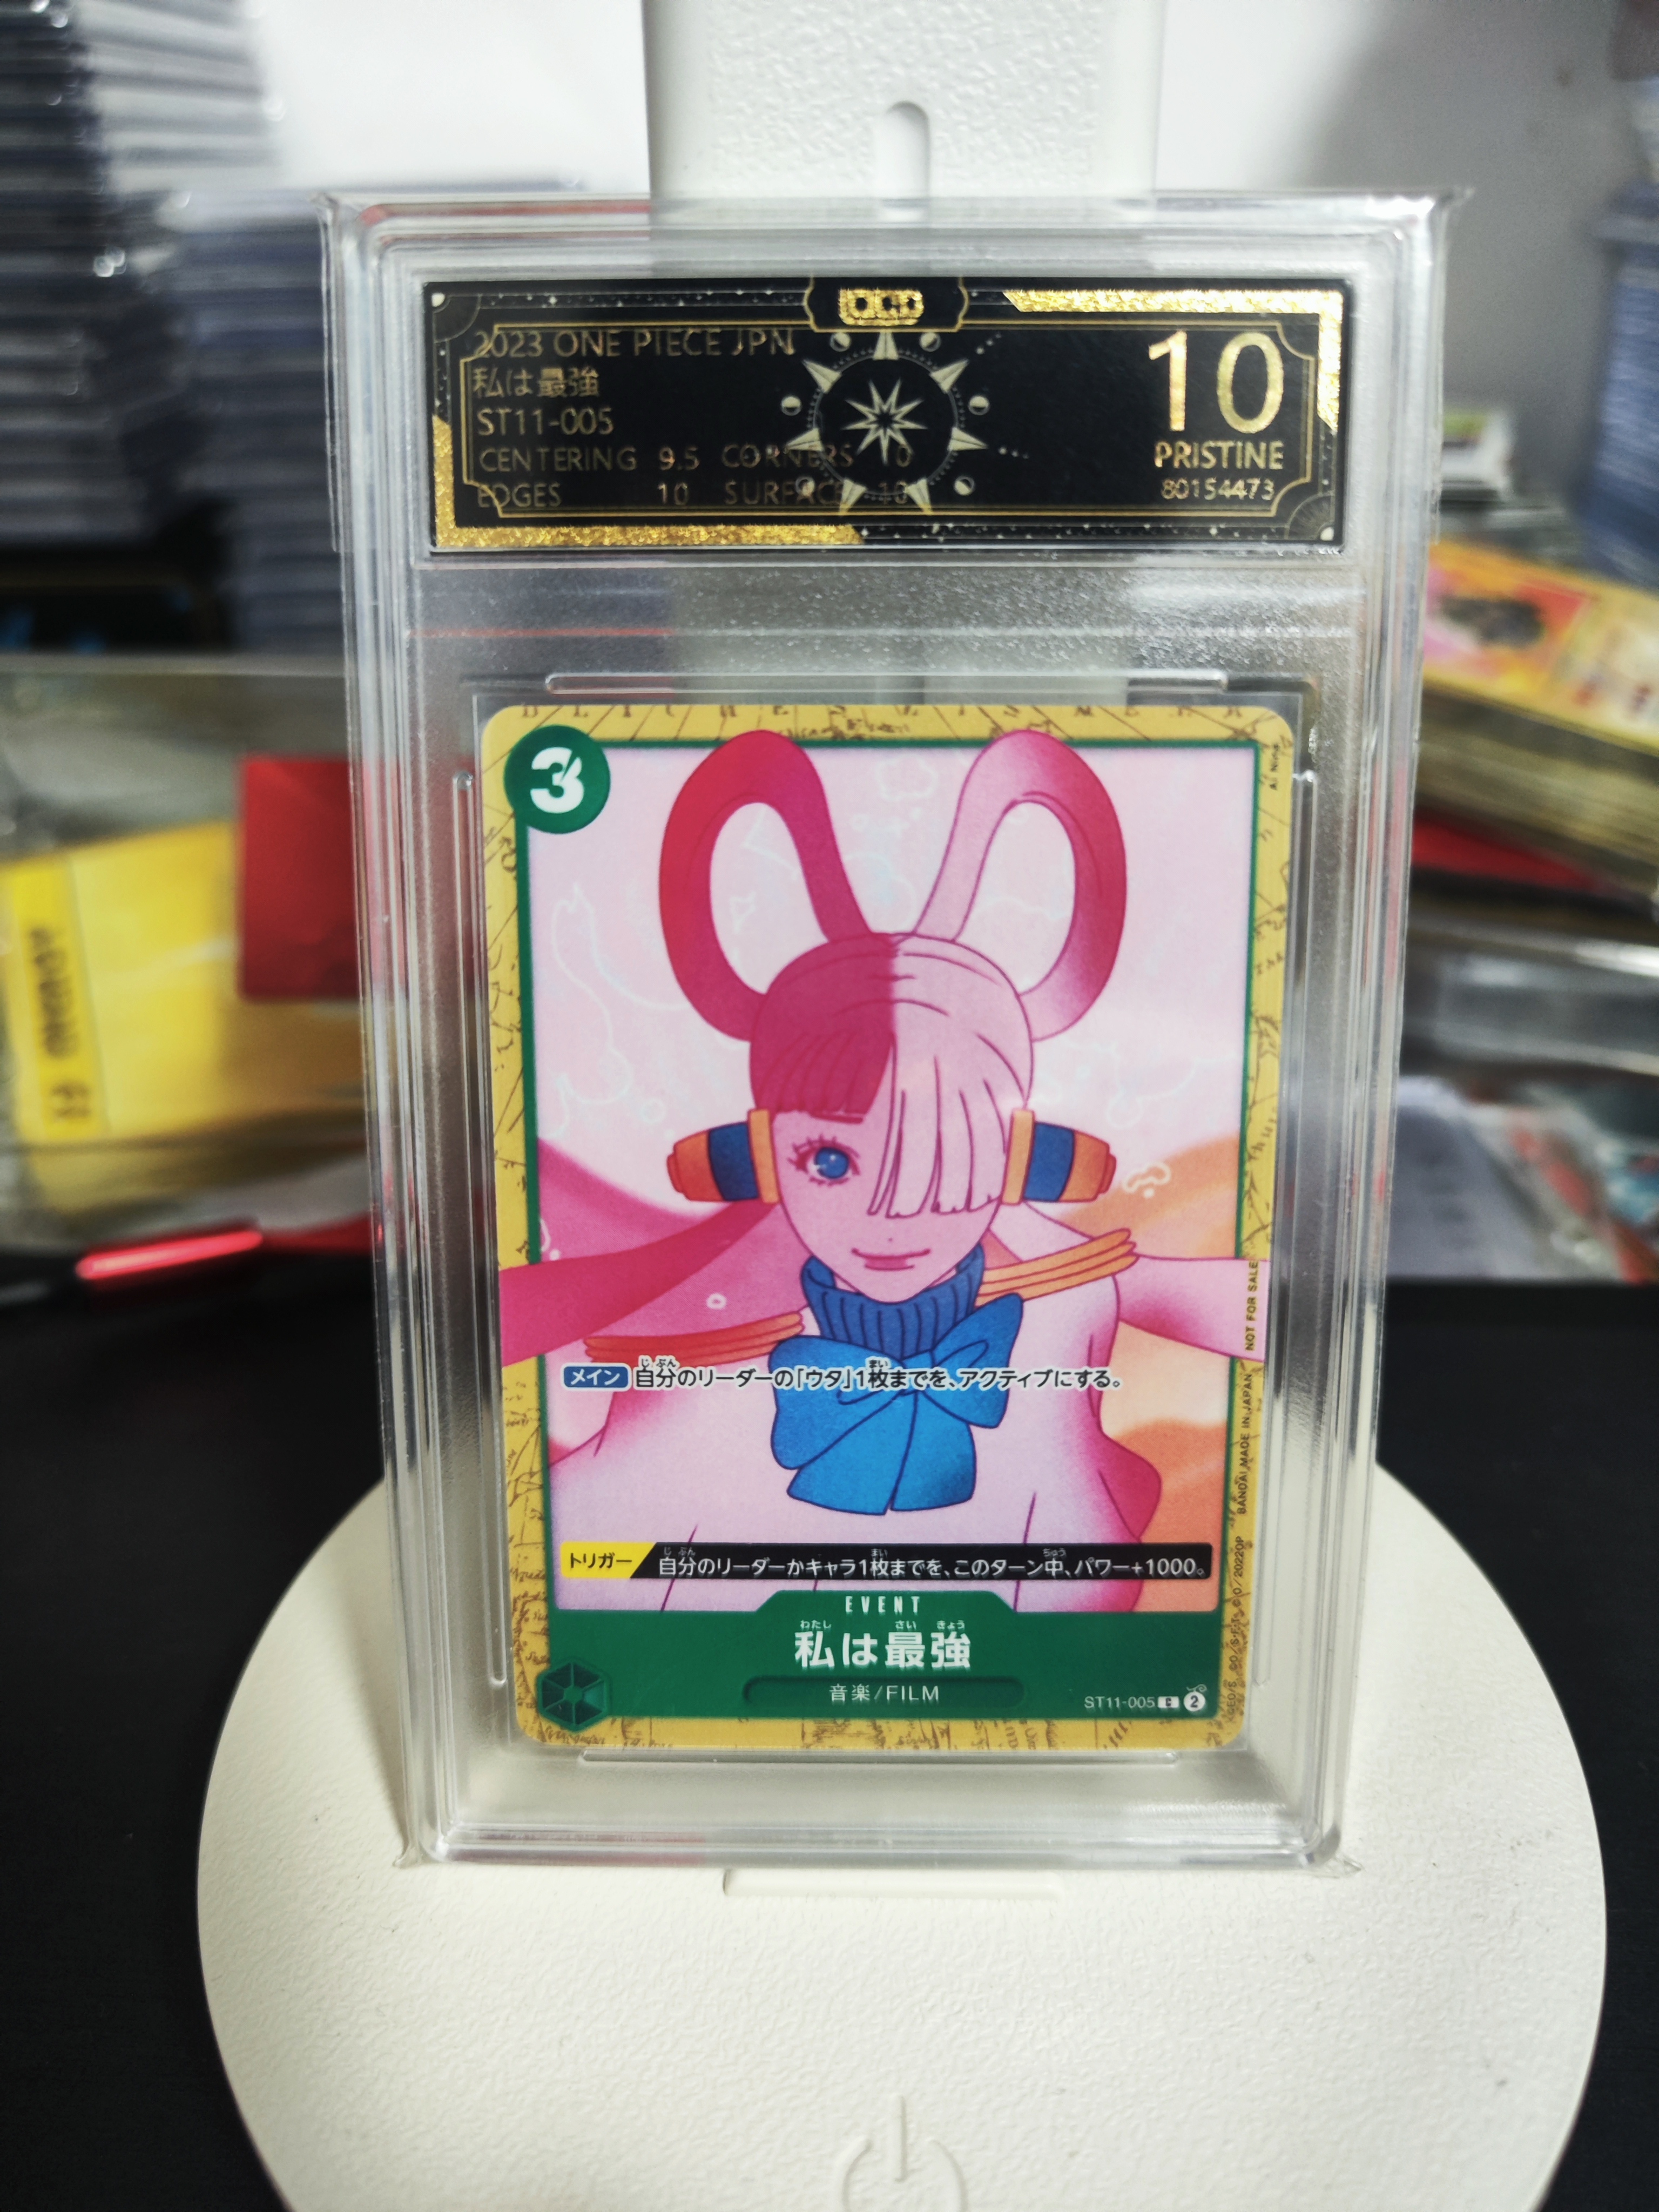 2023 ONE PIECE JPN
私は最強
ST11-005
CENTERING 9.5 CORNERS 10
EDGES 10 SURFACE 10
10
PRISTINE
80154473
3
メイン 自分のリーダーの「ウタ」1枚までを、アクティブにする。
トリガー 自分のリーダーかキャラ1枚までを、このターン中、パワー+1000。
EVENT
私は最強
音楽/FILM
ST11-005 C 2
BANDAI MADE IN JAPAN NOT FOR SALE